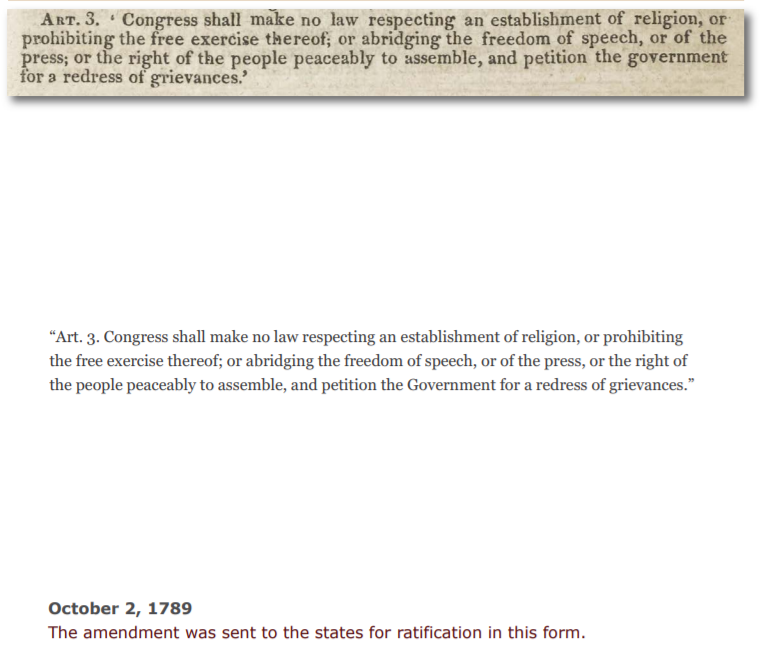 ART. 3. ‘ Congress shall make no law respecting an establishment of religion, or
prohibiting the free exercise thereof; or abridging the freedom of speech, or of the
press; or the right of the people peaceably to assemble, and petition the government
for a redress of grievances.’
“Art. 3. Congress shall make no law respecting an establishment of religion, or prohibiting
the free exercise thereof; or abridging the freedom of speech, or of the press, or the right of
the people peaceably to assemble, and petition the Government for a redress of grievances.”
October 2, 1789
The amendment was sent to the states for ratification in this form.